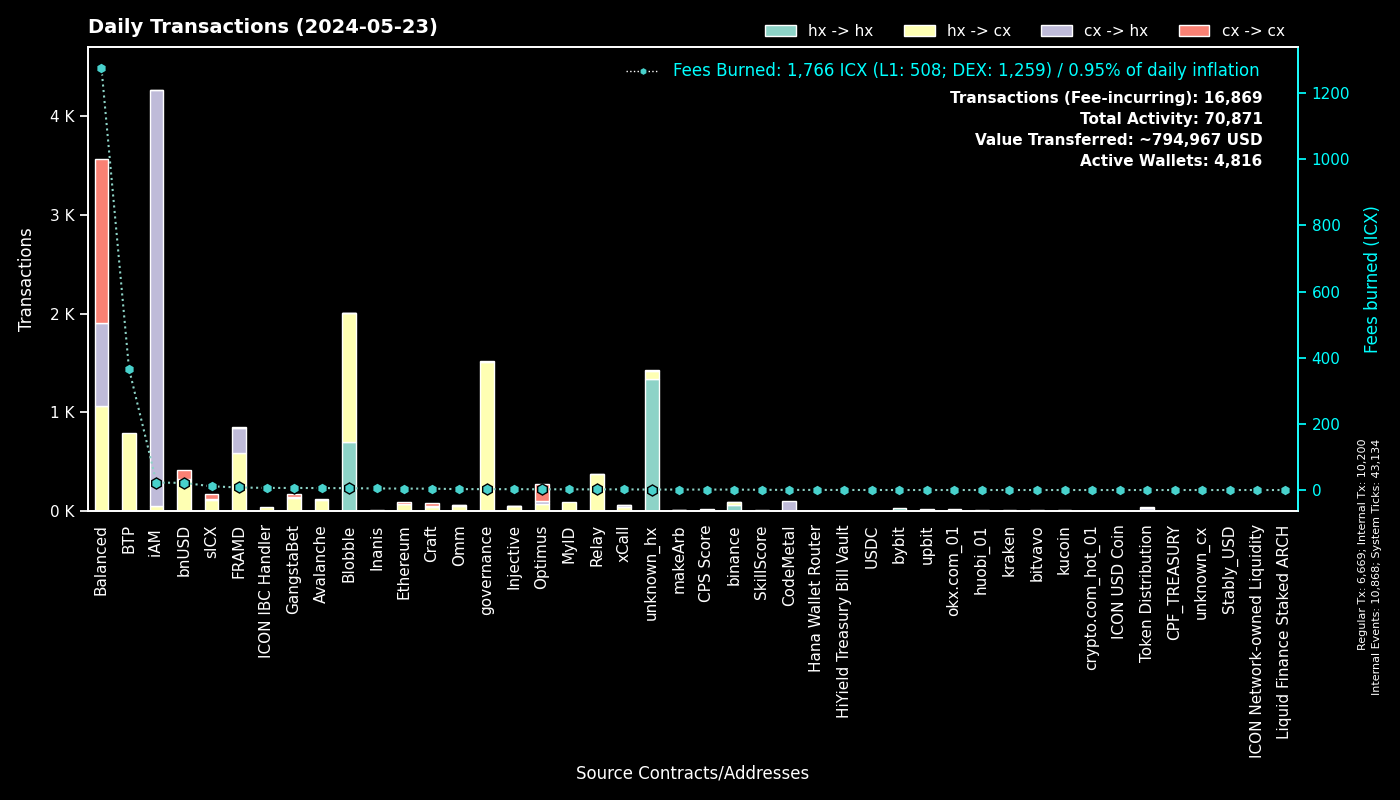 Daily Transactions (2024-05-23)
hx -> hx
hx -> cx
cx -> hx
cx -> cx
Fees Burned: 1,766 ICX (L1: 508; DEX: 1,259) / 0.95% of daily inflation
Transactions (Fee-incurring): 16,869
Total Activity: 70,871
Value Transferred: ~794,967 USD
Active Wallets: 4,816
Transactions
4 K
3 K
2 K
1 K
0 K
1200
1000
800
600
400
200
0
Fees burned (ICX)
Regular Tx: 6,669; Internal Tx: 10,200
Internal Events: 10,868; System Ticks: 43,134
Balanced
BTP
iAM
bnUSD
sICX
FRAMD
ICON IBC Handler
GangstaBet
Avalanche
Blobble
Inanis
Ethereum
Craft
Omm
governance
Injective
Optimus
MyID
Relay
xCall
unknown_hx
makeArb
CPS Score
binance
SkillScore
CodeMetal
Hana Wallet Router
HiYield Treasury Bill Vault
USDC
bybit
upbit
okx.com_01
huobi_01
kraken
bitvavo
kucoin
crypto.com_hot_01
ICON USD Coin
Token Distribution
CPF_TREASURY
unknown_cx
Stably_USD
ICON Network-owned Liquidity
Liquid Finance Staked ARCH
Source Contracts/Addresses